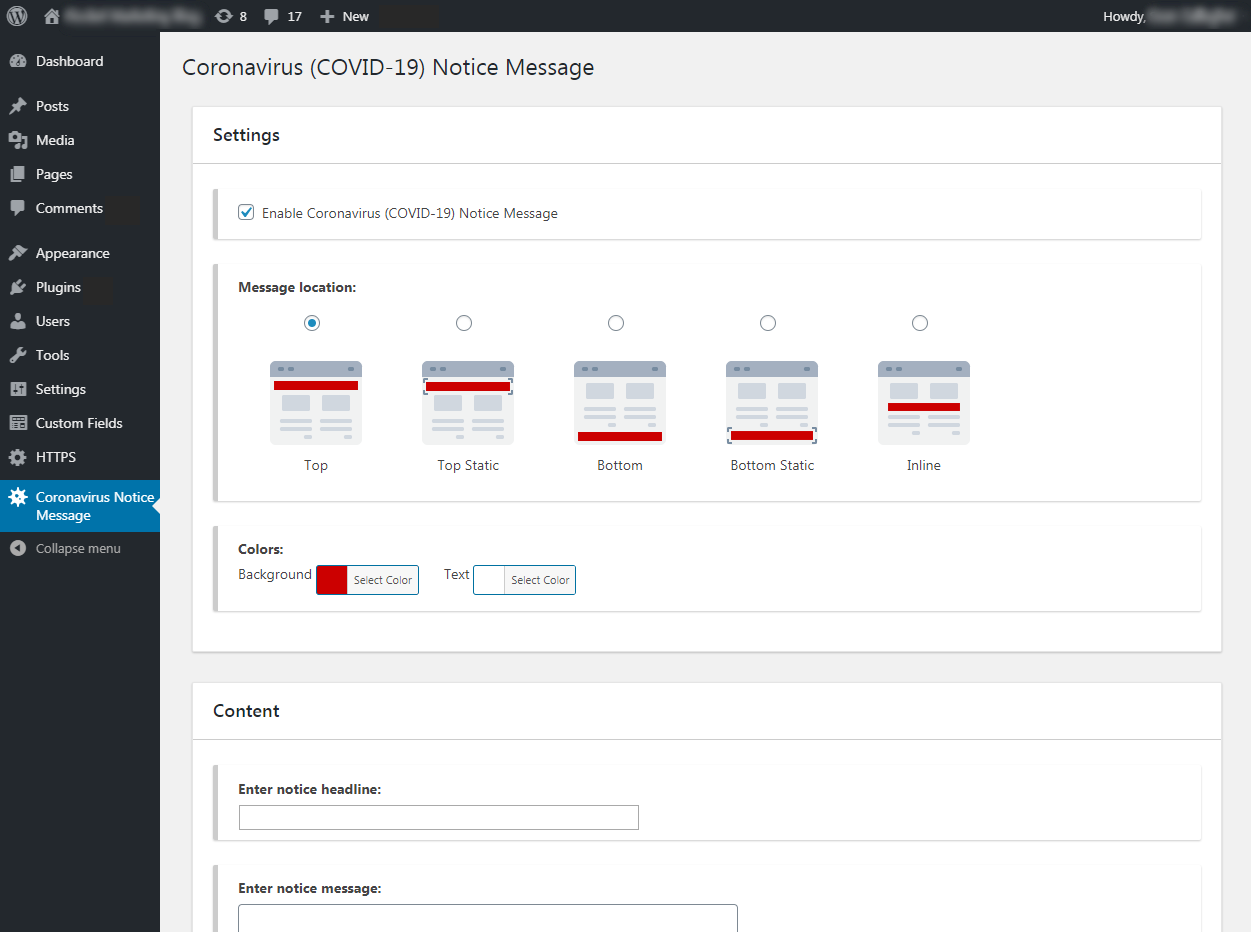 8 17 New Howdy,
Dashboard
Posts
Media
Pages
Comments
Appearance
Plugins
Users
Tools
Settings
Custom Fields
HTTPS
Coronavirus Notice
Message
Collapse menu
Coronavirus (COVID-19) Notice Message
Settings
Enable Coronavirus (COVID-19) Notice Message
Message location:
Top Top Static Bottom Bottom Static Inline
Colors:
Background Select Color Text Select Color
Content
Enter notice headline:
Enter notice message: